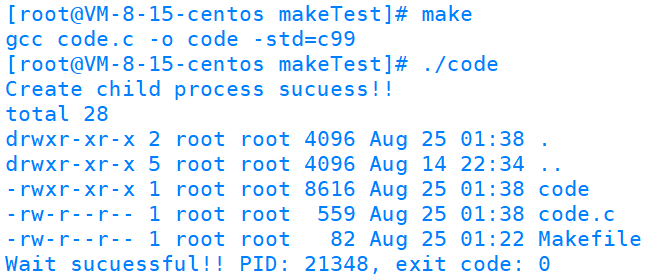 [root@VM-8-15-centos makeTest]# make
gcc code.c -o code -std=c99
[root@VM-8-15-centos makeTest]# ./code
Create child process sucuess!!
total 28
drwxr-xr-x 2 root root 4096 Aug 25 01:38 .
drwxr-xr-x 5 root root 4096 Aug 14 22:34 ..
-rwxr-xr-x 1 root root 8616 Aug 25 01:38 code
-rw-r--r-- 1 root root  559 Aug 25 01:38 code.c
-rw-r--r-- 1 root root   82 Aug 25 01:22 Makefile
Wait sucuessful!! PID: 21348, exit code: 0